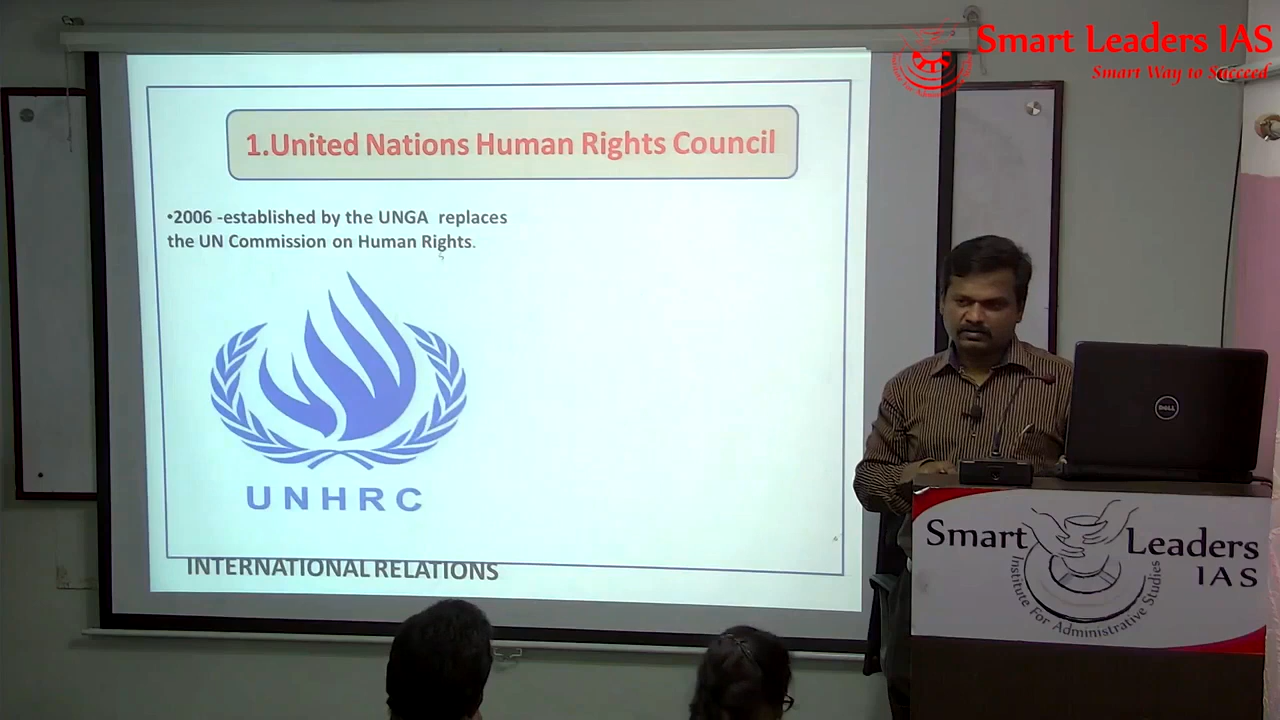 Smart Leaders IAS
Smart Way to Succeed
1.United Nations Human Rights Council
•2006 -established by the UNGA replaces
the UN Commission on Human Rights.
UNHRC
INTERNATIONAL RELATIONS
DELL
Smart Leaders
IAS
Institute For Administrative Studies